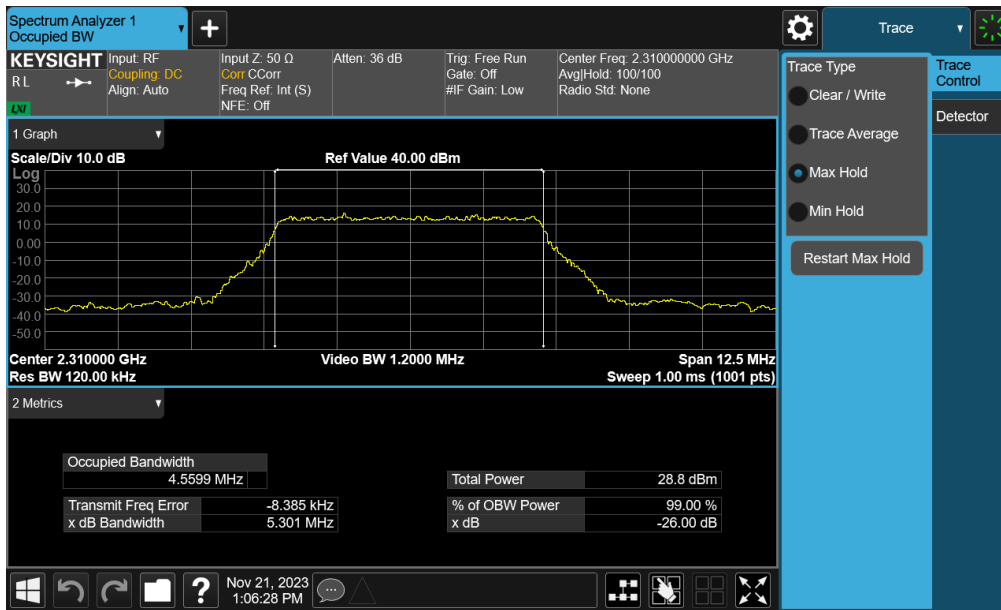 Spectrum Analyzer 1
Occupied BW
Trace
KEYSIGHT
R L
LXI
Input: RF
Coupling: DC
Align: Auto
Input Z: 50 Ω
Corr CCorr
Freq Ref: Int (S)
NFE: Off
Atten: 36 dB
Trig: Free Run
Gate: Off
#IF Gain: Low
Center Freq: 2.310000000 GHz
Avg|Hold: 100/100
Radio Std: None
Trace Type
Clear / Write
Trace Average
Max Hold
Min Hold
Restart Max Hold
Trace
Control
Detector
1 Graph
Scale/Div 10.0 dB
Ref Value 40.00 dBm
Log
30.0
20.0
10.0
0.00
-10.0
-20.0
-30.0
-40.0
-50.0
Center 2.310000 GHz
Video BW 1.2000 MHz
Span 12.5 MHz
Res BW 120.00 kHz
Sweep 1.00 ms (1001 pts)
2 Metrics
Occupied Bandwidth
4.5599 MHz
Total Power 28.8 dBm
Transmit Freq Error -8.385 kHz
% of OBW Power 99.00 %
x dB Bandwidth 5.301 MHz
x dB -26.00 dB
?
Nov 21, 2023
1:06:28 PM